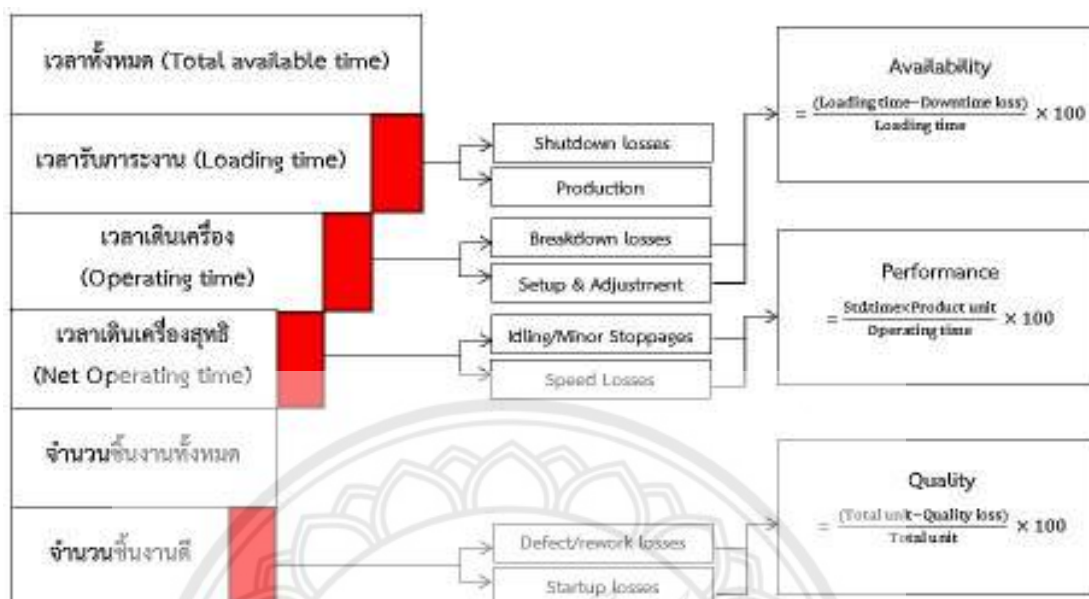 เวลาทั้งหมด (Total available time)
เวลารับภาระงาน (Loading time)
เวลาเดินเครื่อง
(Operating time)
เวลาเดินเครื่องสุทธิ
(Net Operating time)
จำนวนชิ้นงานทั้งหมด
จำนวนชิ้นงานดี
Shutdown losses
Production
Breakdown losses
Setup & Adjustment
Idling/Minor Stoppages
Speed Losses
Defect/rework losses
Startup losses
Availability
= (Loading time−Downtime loss) / Loading time × 100
Performance
= Std.time×Product unit / Operating time × 100
Quality
= (Total unit−Quality loss) / Total unit × 100